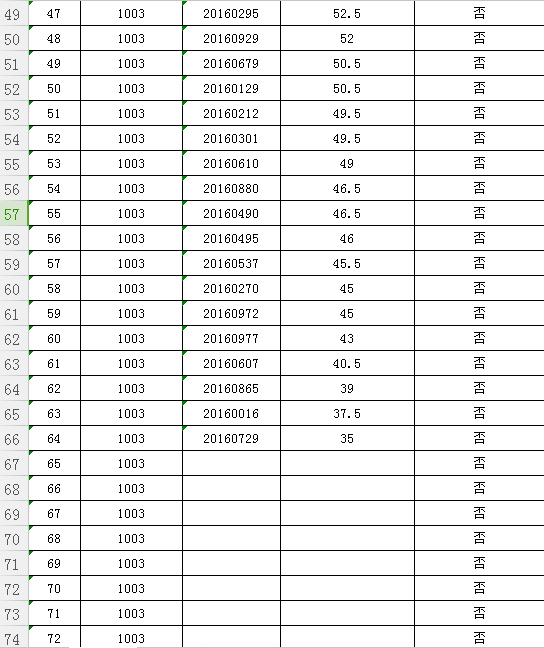 49 47 1003 20160295 52.5 否
50 48 1003 20160929 52 否
51 49 1003 20160679 50.5 否
52 50 1003 20160129 50.5 否
53 51 1003 20160212 49.5 否
54 52 1003 20160301 49.5 否
55 53 1003 20160610 49 否
56 54 1003 20160880 46.5 否
57 55 1003 20160490 46.5 否
58 56 1003 20160495 46 否
59 57 1003 20160537 45.5 否
60 58 1003 20160270 45 否
61 59 1003 20160972 45 否
62 60 1003 20160977 43 否
63 61 1003 20160607 40.5 否
64 62 1003 20160865 39 否
65 63 1003 20160016 37.5 否
66 64 1003 20160729 35 否
67 65 1003 否
68 66 1003 否
69 67 1003 否
70 68 1003 否
71 69 1003 否
72 70 1003 否
73 71 1003 否
74 72 1003 否